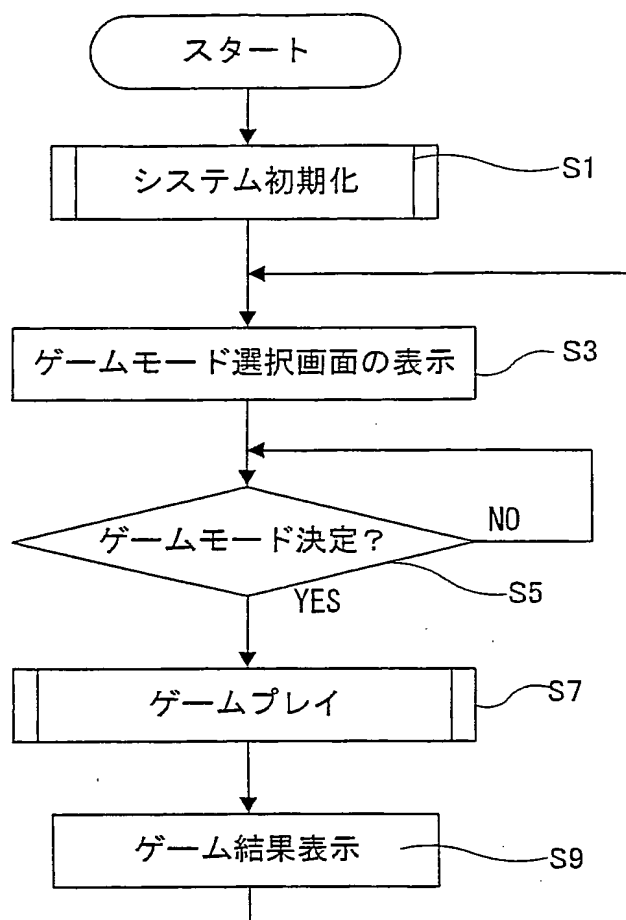 スタート
システム初期化
S1
ゲームモード選択画面の表示
S3
ゲームモード決定?
NO
S5
YES
ゲームプレイ
S7
ゲーム結果表示
S9